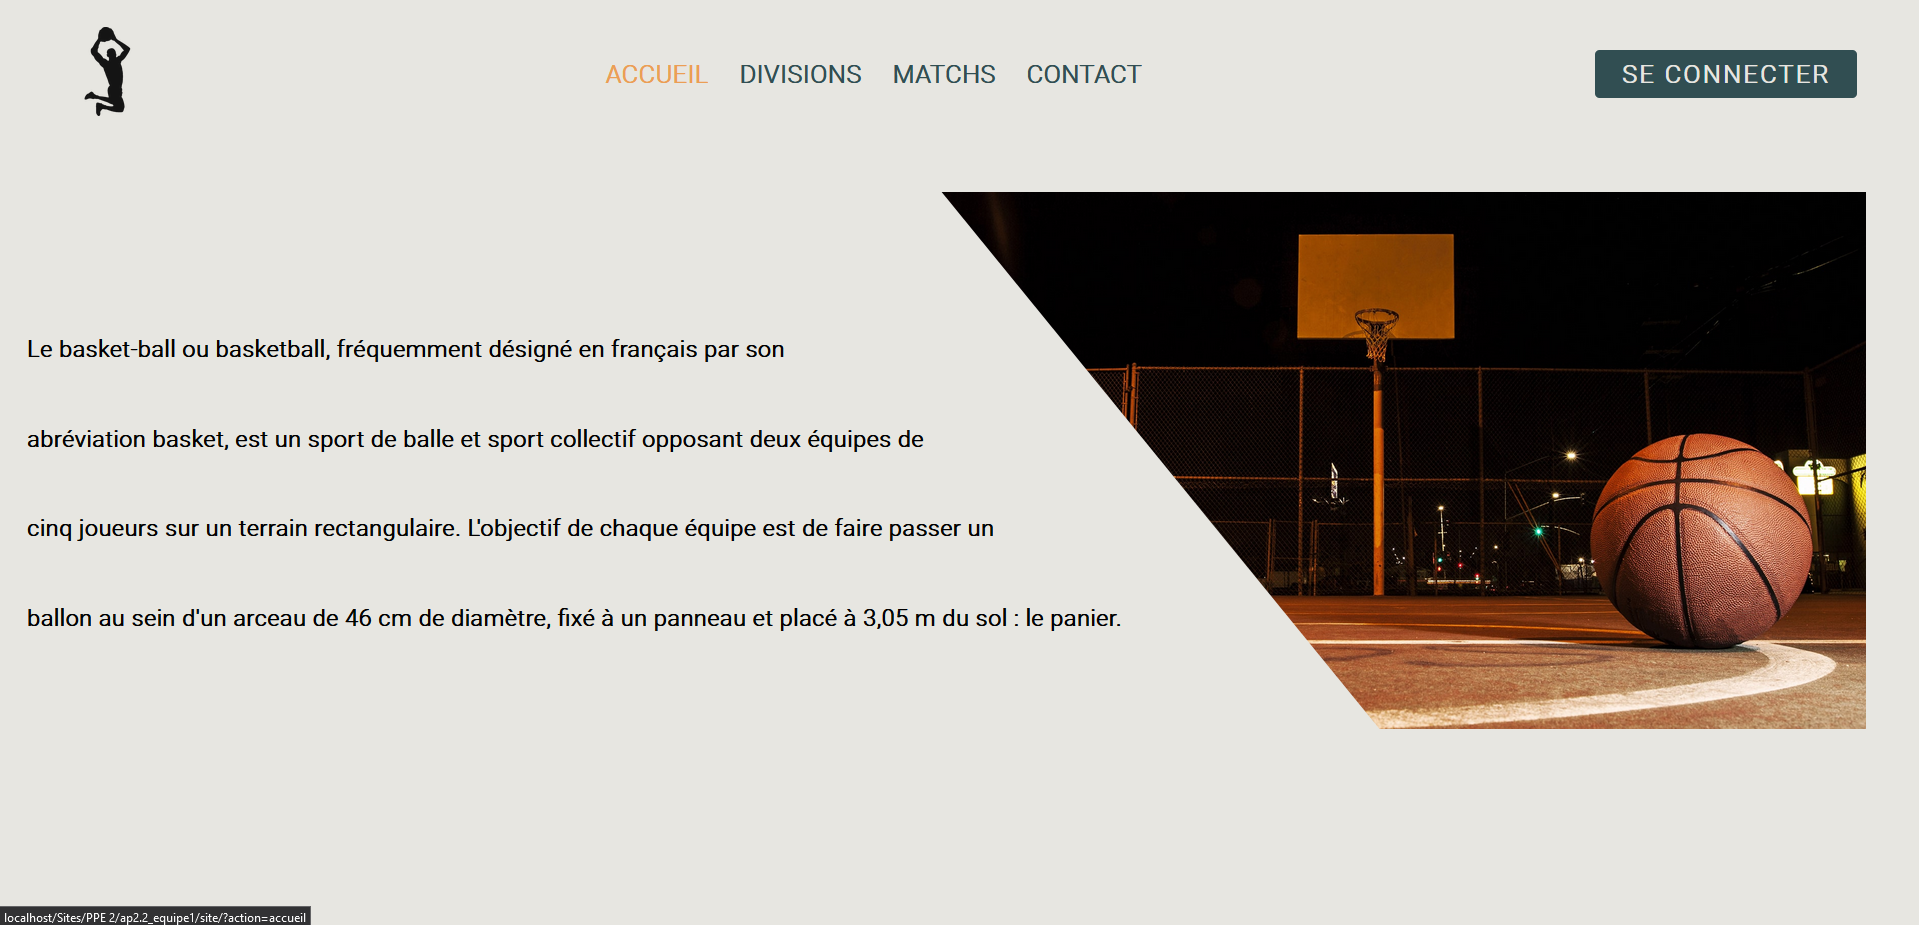 ACCUEIL DIVISIONS MATCHS CONTACT SE CONNECTER
Le basket-ball ou basketball, fréquemment désigné en français par son
abréviation basket, est un sport de balle et sport collectif opposant deux équipes de
cinq joueurs sur un terrain rectangulaire. L'objectif de chaque équipe est de faire passer un
ballon au sein d'un arceau de 46 cm de diamètre, fixé à un panneau et placé à 3,05 m du sol : le panier.
localhost/Sites/PPE 2/ap2.2_equipe1/site/?action=accueil